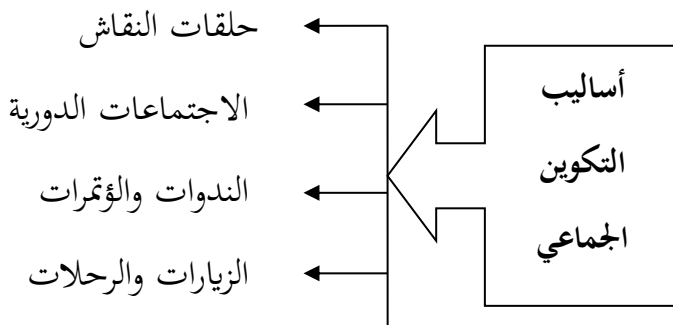 أساليب
التكوين
الجماعي
حلقات النقاش
الاجتماعات الدورية
الندوات والؤتمرات
الزيارات والرحلات